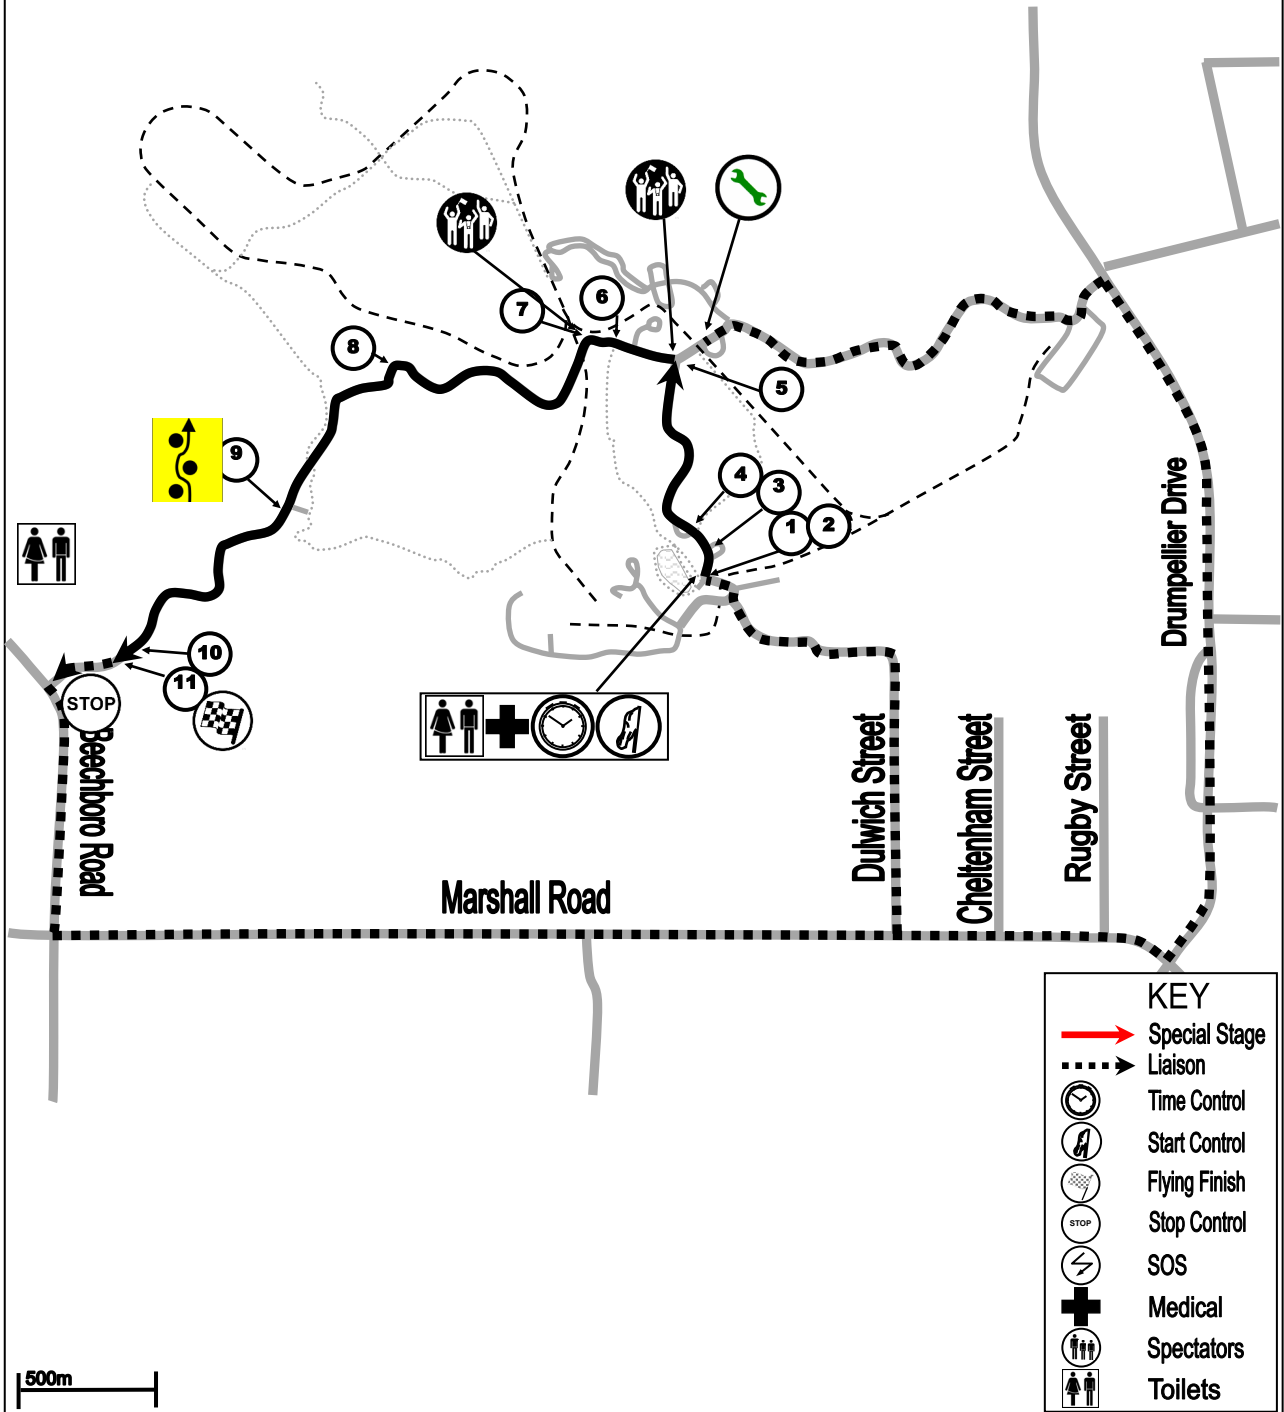 6
7
8
5
9
4
3
1
2
10
11
STOP
Drumpellier Drive
Beechboro Road
Dulwich Street
Cheltenham Street
Rugby Street
Marshall Road
KEY
Special Stage
Liaison
Time Control
Start Control
Flying Finish
STOP
Stop Control
SOS
Medical
Spectators
Toilets
500m